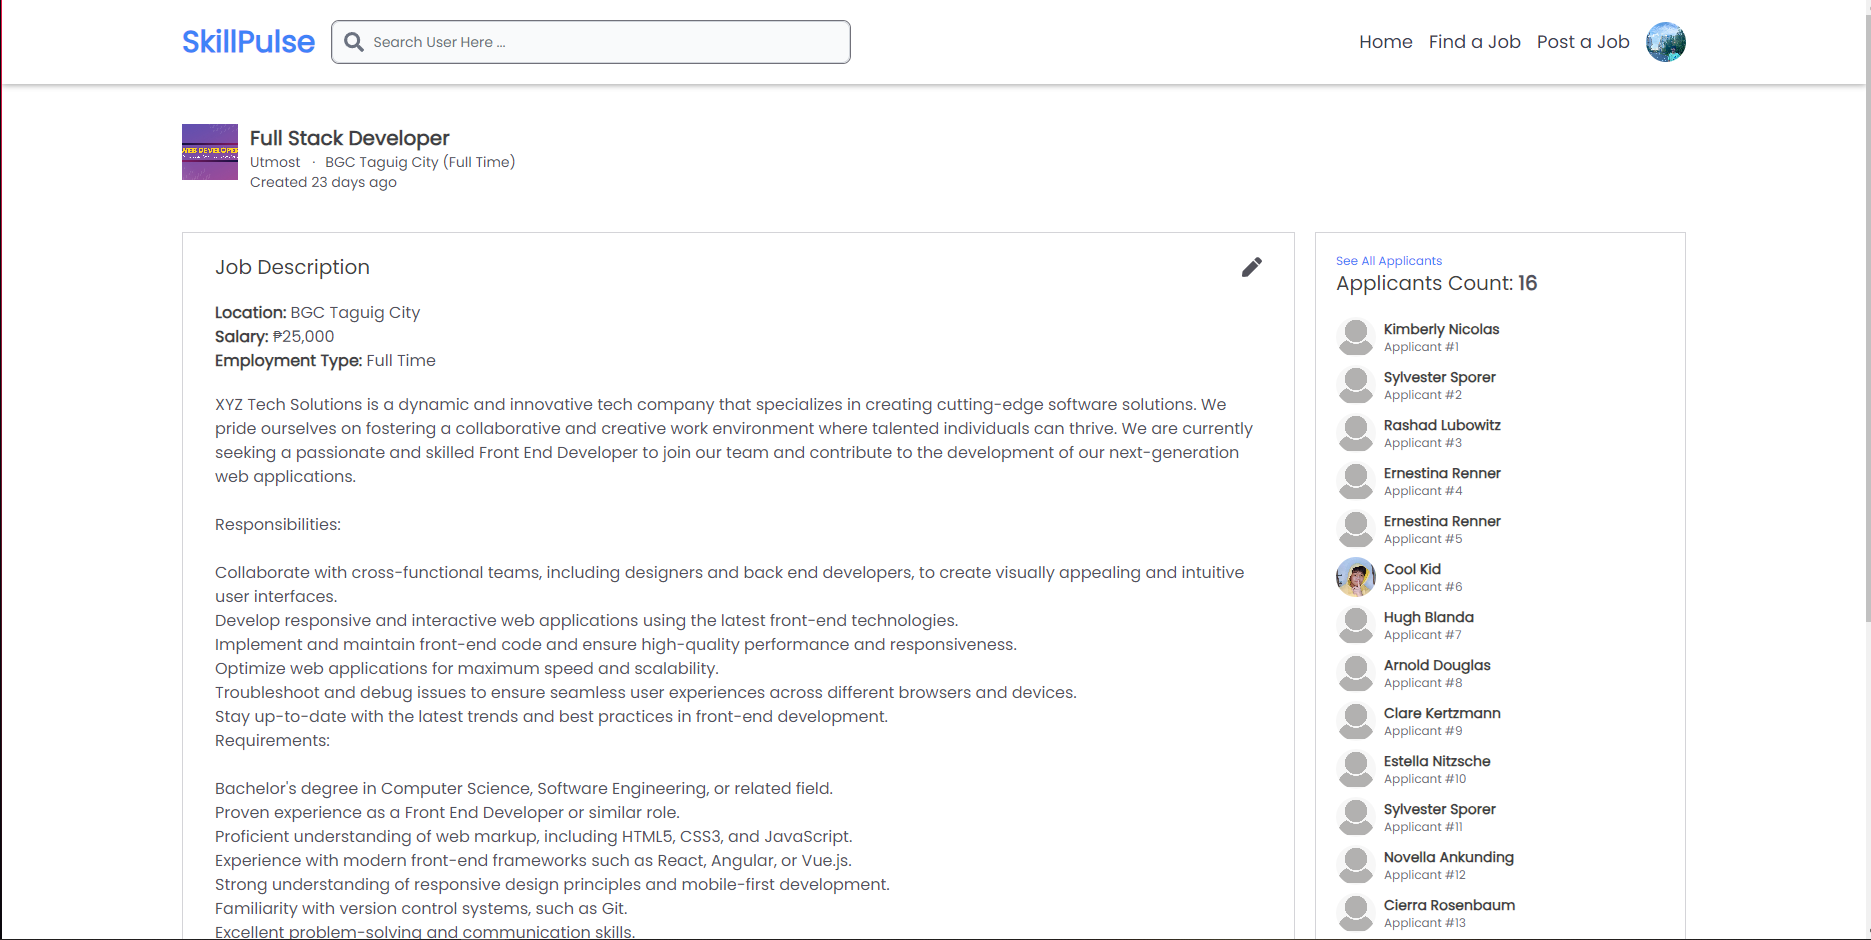 SkillPulse
Search User Here ...
Home Find a Job Post a Job
WEB DEVELOPER
Full Stack Developer
Utmost · BGC Taguig City (Full Time)
Created 23 days ago
Job Description
Location: BGC Taguig City
Salary: ₱25,000
Employment Type: Full Time
XYZ Tech Solutions is a dynamic and innovative tech company that specializes in creating cutting-edge software solutions. We
pride ourselves on fostering a collaborative and creative work environment where talented individuals can thrive. We are currently
seeking a passionate and skilled Front End Developer to join our team and contribute to the development of our next-generation
web applications.
Responsibilities:
Collaborate with cross-functional teams, including designers and back end developers, to create visually appealing and intuitive
user interfaces.
Develop responsive and interactive web applications using the latest front-end technologies.
Implement and maintain front-end code and ensure high-quality performance and responsiveness.
Optimize web applications for maximum speed and scalability.
Troubleshoot and debug issues to ensure seamless user experiences across different browsers and devices.
Stay up-to-date with the latest trends and best practices in front-end development.
Requirements:
Bachelor's degree in Computer Science, Software Engineering, or related field.
Proven experience as a Front End Developer or similar role.
Proficient understanding of web markup, including HTML5, CSS3, and JavaScript.
Experience with modern front-end frameworks such as React, Angular, or Vue.js.
Strong understanding of responsive design principles and mobile-first development.
Familiarity with version control systems, such as Git.
Excellent problem-solving and communication skills.
See All Applicants
Applicants Count: 16
Kimberly Nicolas
Applicant #1
Sylvester Sporer
Applicant #2
Rashad Lubowitz
Applicant #3
Ernestina Renner
Applicant #4
Ernestina Renner
Applicant #5
Cool Kid
Applicant #6
Hugh Blanda
Applicant #7
Arnold Douglas
Applicant #8
Clare Kertzmann
Applicant #9
Estella Nitzsche
Applicant #10
Sylvester Sporer
Applicant #11
Novella Ankunding
Applicant #12
Cierra Rosenbaum
Applicant #13